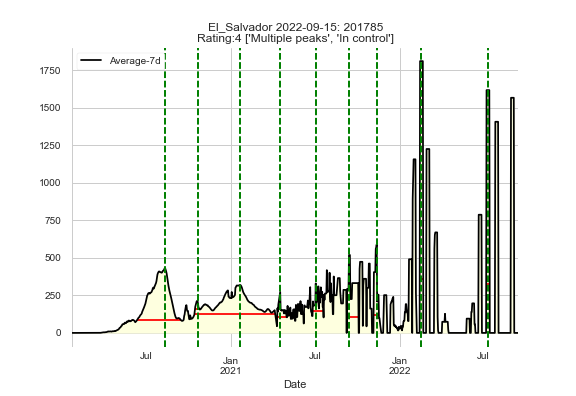 El_Salvador 2022-09-15: 201785
Rating:4 ['Multiple peaks', 'In control']
Average-7d
1750
1500
1250
1000
750
500
250
0
Jul
Jan
2021
Jul
Jan
2022
Jul
Date